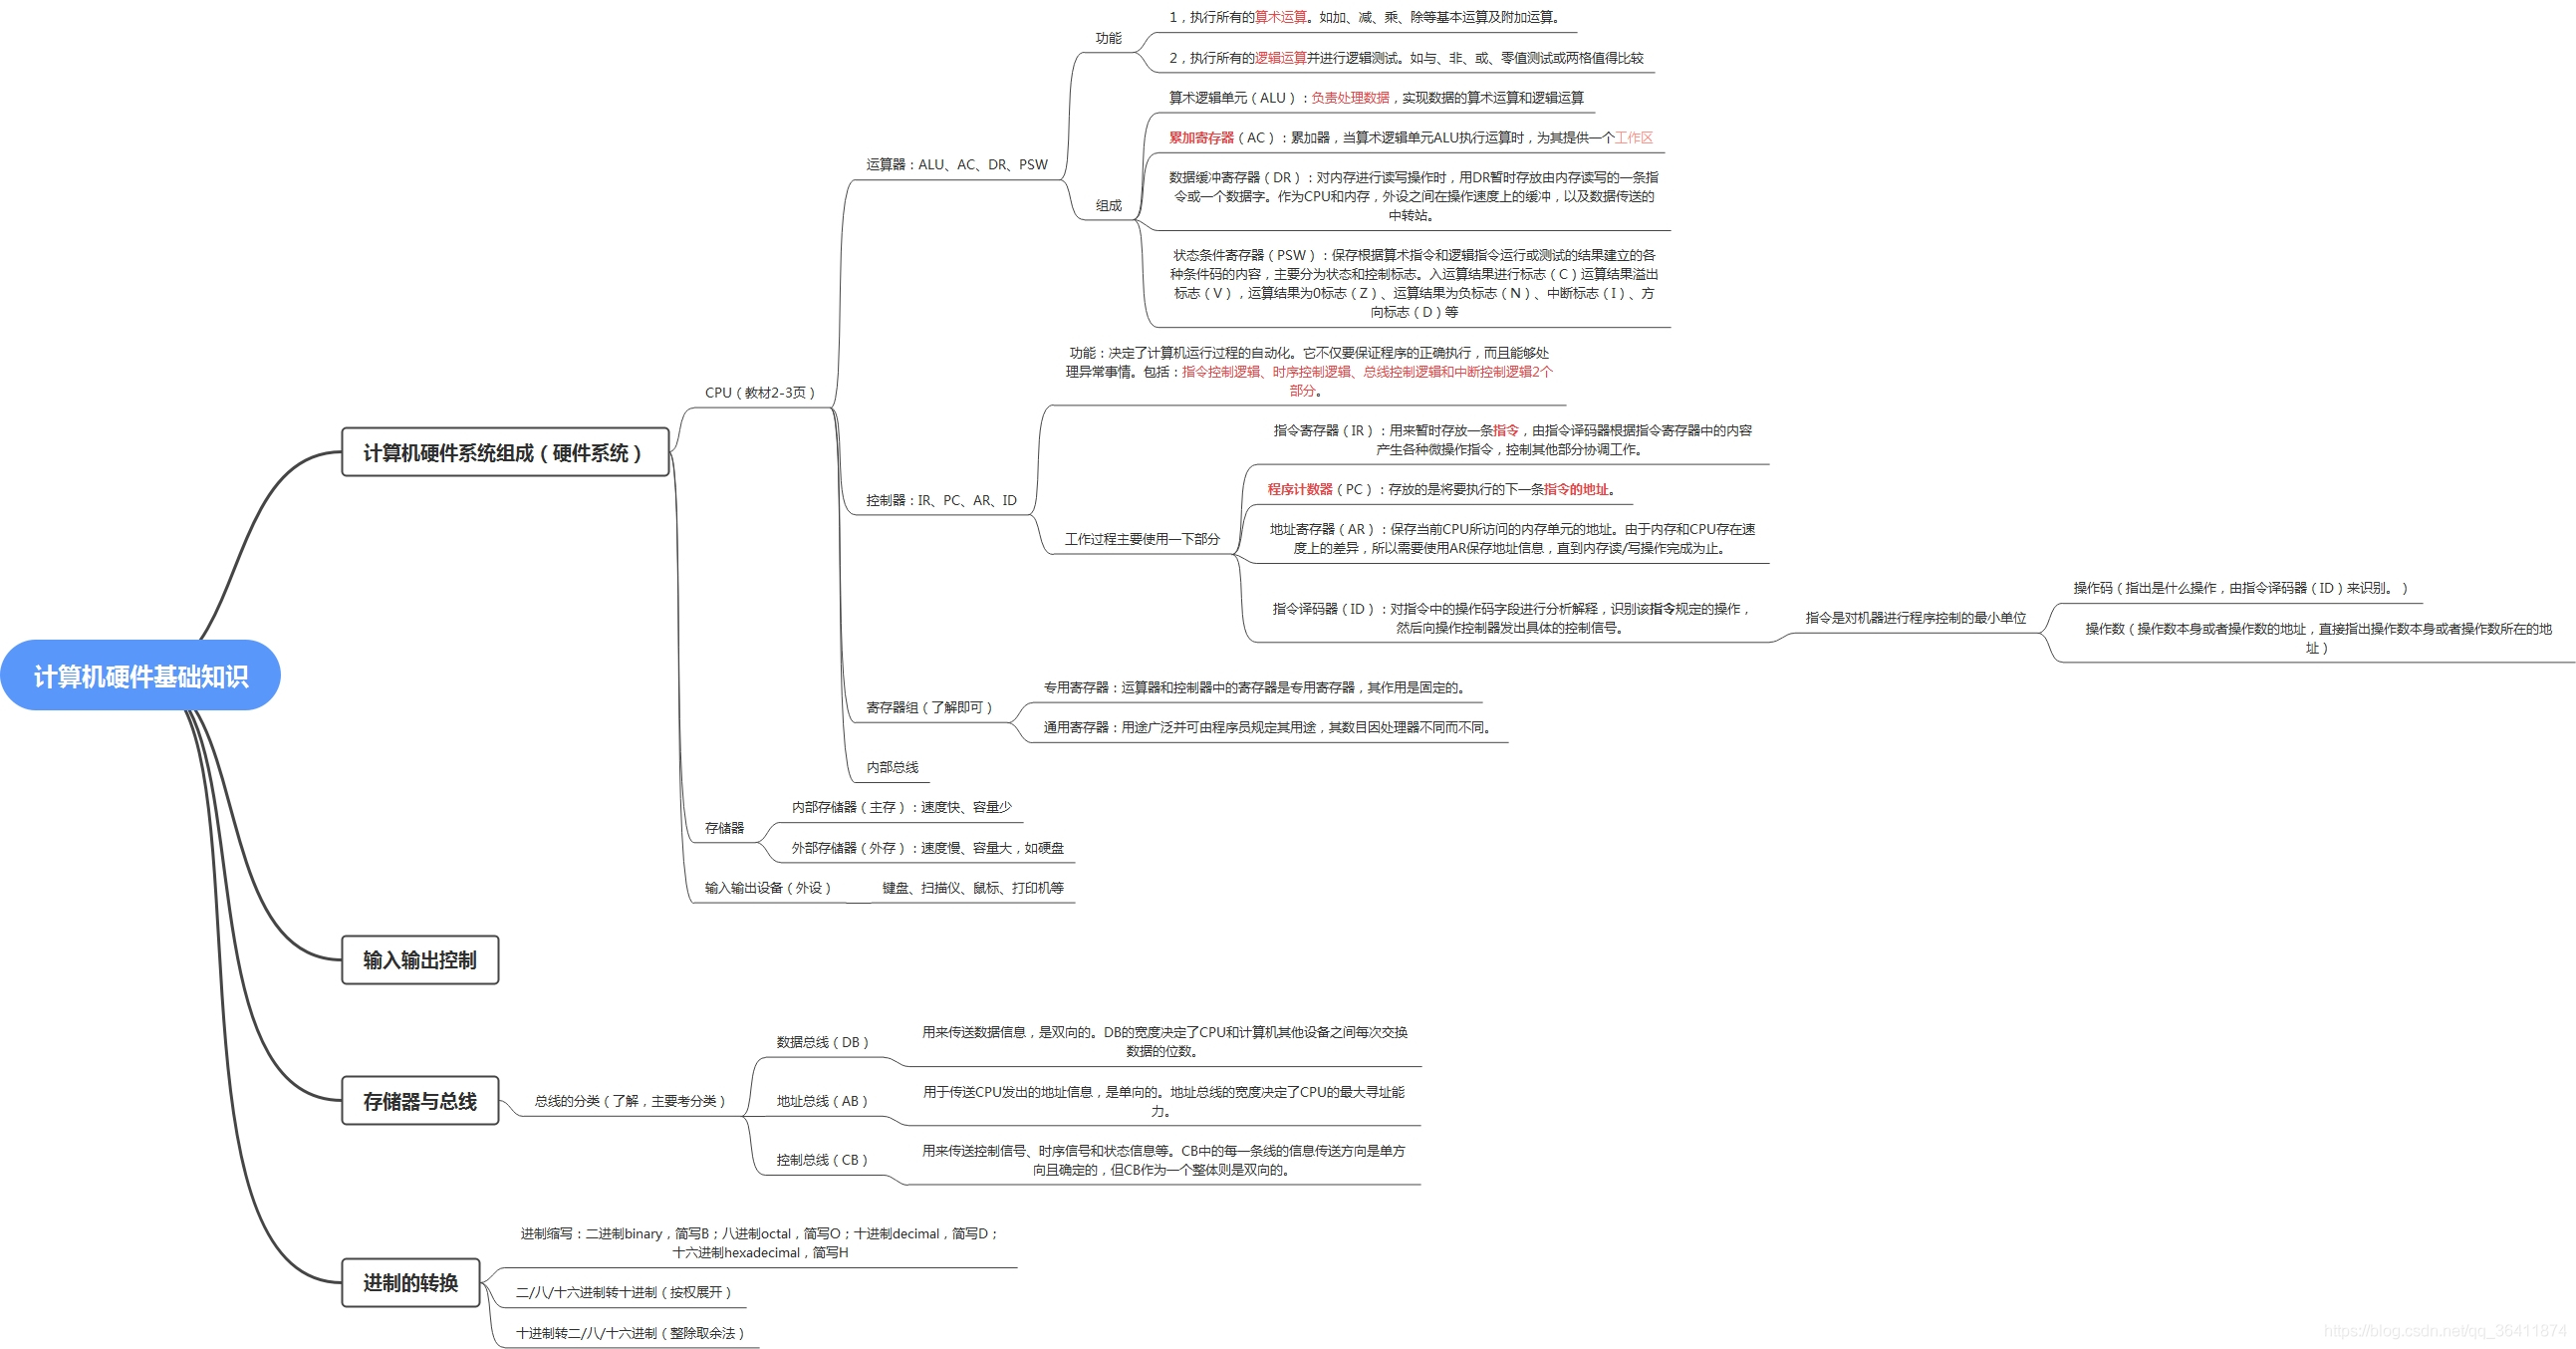 计算机硬件基础知识
计算机硬件系统组成（硬件系统）
CPU（教材2-3页）
运算器：ALU、AC、DR、PSW
功能
1，执行所有的算术运算。如加、减、乘、除等基本运算及附加运算。
2，执行所有的逻辑运算并进行逻辑测试。如与、非、或、零值测试或两格值得比较
组成
算术逻辑单元（ALU）：负责处理数据，实现数据的算术运算和逻辑运算
累加寄存器（AC）：累加器，当算术逻辑单元ALU执行运算时，为其提供一个工作区
数据缓冲寄存器（DR）：对内存进行读写操作时，用DR暂时存放由内存读写的一条指
令或一个数据字。作为CPU和内存，外设之间在操作速度上的缓冲，以及数据传送的
中转站。
状态条件寄存器（PSW）：保存根据算术指令和逻辑指令运行或测试的结果建立的各
种条件码的内容，主要分为状态和控制标志。入运算结果进行标志（C）运算结果溢出
标志（V），运算结果为0标志（Z）、运算结果为负标志（N）、中断标志（I）、方
向标志（D）等
控制器：IR、PC、AR、ID
功能：决定了计算机运行过程的自动化。它不仅要保证程序的正确执行，而且能够处
理异常事情。包括：指令控制逻辑、时序控制逻辑、总线控制逻辑和中断控制逻辑2个
部分。
工作过程主要使用一下部分
指令寄存器（IR）：用来暂时存放一条指令，由指令译码器根据指令寄存器中的内容
产生各种微操作指令，控制其他部分协调工作。
程序计数器（PC）：存放的是将要执行的下一条指令的地址。
地址寄存器（AR）：保存当前CPU所访问的内存单元的地址。由于内存和CPU存在速
度上的差异，所以需要使用AR保存地址信息，直到内存读/写操作完成为止。
指令译码器（ID）：对指令中的操作码字段进行分析解释，识别该指令规定的操作，
然后向操作控制器发出具体的控制信号。
指令是对机器进行程序控制的最小单位
操作码（指出是什么操作，由指令译码器（ID）来识别。）
操作数（操作数本身或者操作数的地址，直接指出操作数本身或者操作数所在的地
址）
寄存器组（了解即可）
专用寄存器：运算器和控制器中的寄存器是专用寄存器，其作用是固定的。
通用寄存器：用途广泛并可由程序员规定其用途，其数目因处理器不同而不同。
内部总线
存储器
内部存储器（主存）：速度快、容量少
外部存储器（外存）：速度慢、容量大，如硬盘
输入输出设备（外设）
键盘、扫描仪、鼠标、打印机等
输入输出控制
存储器与总线
总线的分类（了解，主要考分类）
数据总线（DB）
用来传送数据信息，是双向的。DB的宽度决定了CPU和计算机其他设备之间每次交换
数据的位数。
地址总线（AB）
用于传送CPU发出的地址信息，是单向的。地址总线的宽度决定了CPU的最大寻址能
力。
控制总线（CB）
用来传送控制信号、时序信号和状态信息等。CB中的每一条线的信息传送方向是单方
向且确定的，但CB作为一个整体则是双向的。
进制的转换
进制缩写：二进制binary，简写B；八进制octal，简写O；十进制decimal，简写D；
十六进制hexadecimal，简写H
二/八/十六进制转十进制（按权展开）
十进制转二/八/十六进制（整除取余法）
https://blog.csdn.net/qq_36411874